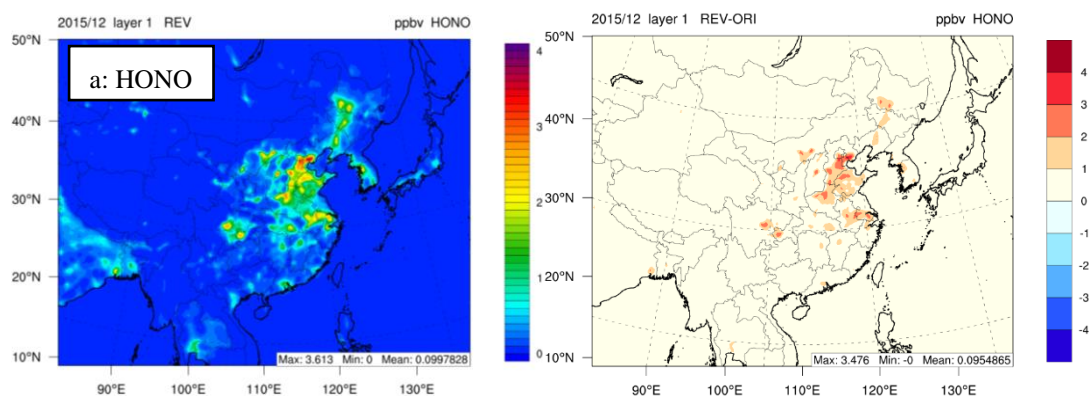 2015/12 layer 1 REV ppbv HONO
a: HONO
50°N
40°N
30°N
20°N
10°N
90°E 100°E 110°E 120°E 130°E
Max: 3.613 Min: 0 Mean: 0.0997828
4
3
2
1
0
2015/12 layer 1 REV-ORI ppbv HONO
50°N
40°N
30°N
20°N
10°N
90°E 100°E 110°E 120°E 130°E
Max: 3.476 Min: -0 Mean: 0.0954865
4
3
2
1
0
-1
-2
-3
-4